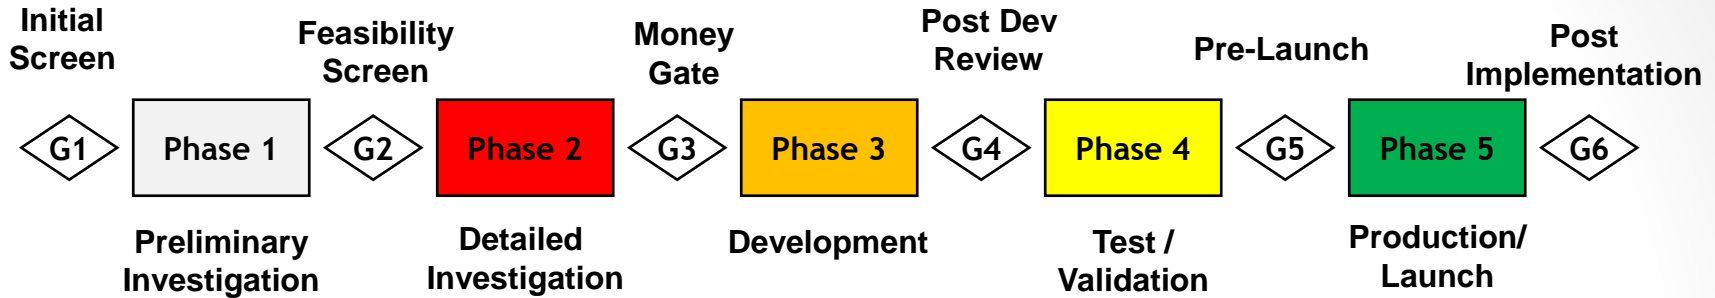 Initial
Screen
Feasibility
Screen
Money
Gate
Post Dev
Review
Pre-Launch
Post
Implementation
G1
Phase 1
G2
Phase 2
G3
Phase 3
G4
Phase 4
G5
Phase 5
G6
Preliminary
Investigation
Detailed
Investigation
Development
Test /
Validation
Production/
Launch